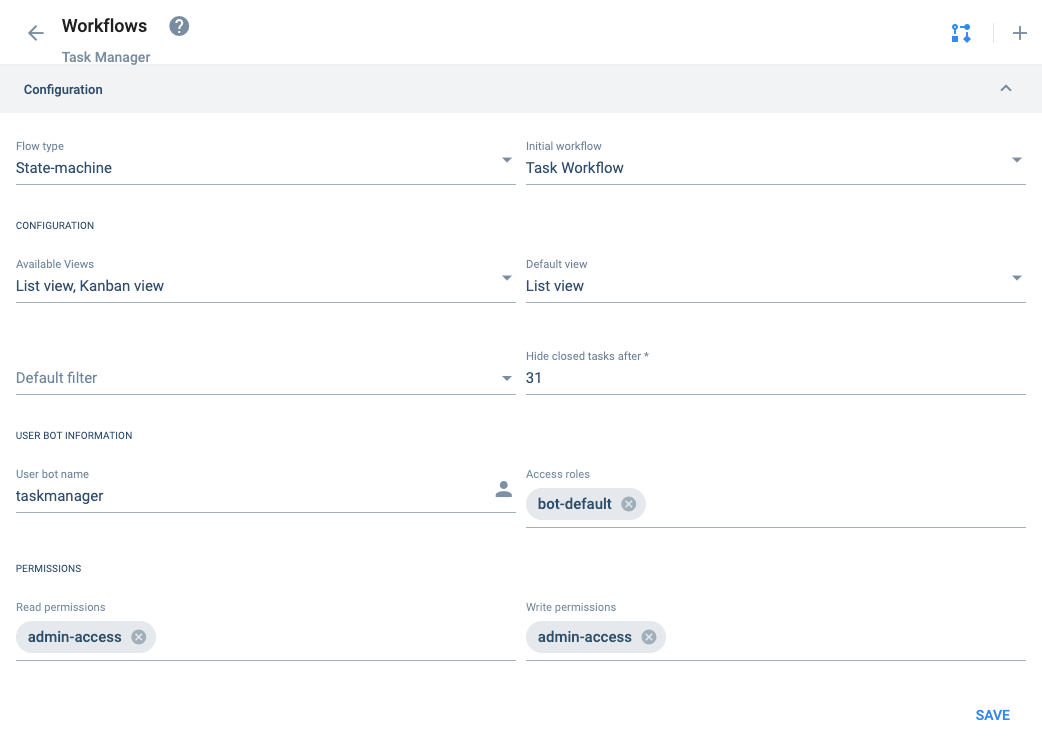 Workflows
Task Manager
Configuration
Flow type
State-machine
Initial workflow
Task Workflow
CONFIGURATION
Available Views
List view, Kanban view
Default view
List view
Default filter
Hide closed tasks after *
31
USER BOT INFORMATION
User bot name
taskmanager
Access roles
bot-default
PERMISSIONS
Read permissions
admin-access
Write permissions
admin-access
SAVE